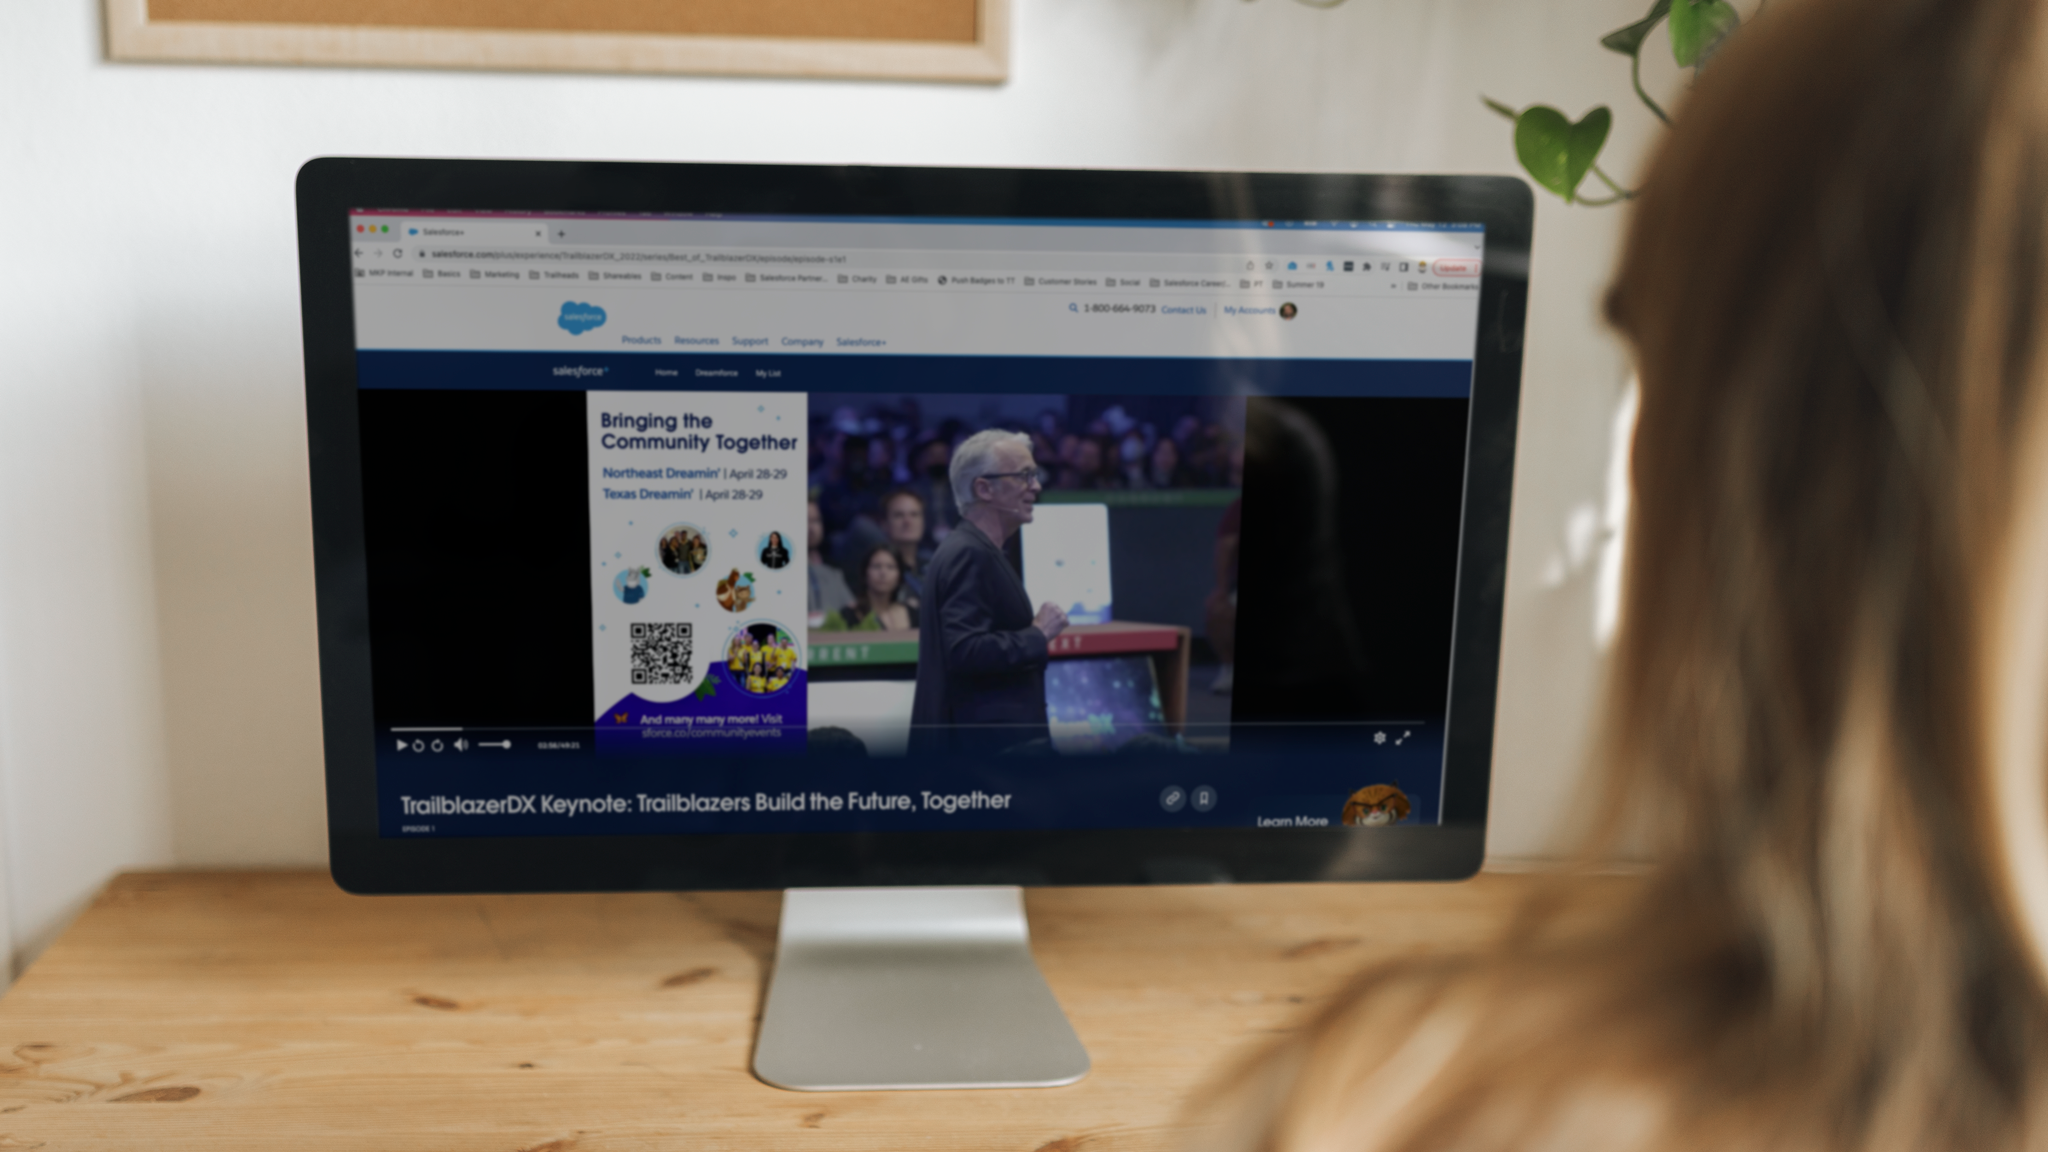 Salesforce+
salesforce.com/plus/experience/TrailblazerDX_2022/series/Best_of_TrailblazerDX/episode/episode-s1e1
Update
MKP Internal Basics Marketing Trailheads Shareables Content Inspo Salesforce Partner... Charity All Gifts Push Badges to TT Customer Stories Social Salesforce Career/... PT Summer 19 » Other Bookmarks
salesforce
1-800-664-9073 Contact Us My Accounts
Products Resources Support Company Salesforce+
salesforce+ Home Dreamforce My List
Bringing the
Community Together
Northeast Dreamin' | April 28-29
Texas Dreamin' | April 28-29
And many many more! Visit
sforce.co/communityevents
TrailblazerDX Keynote: Trailblazers Build the Future, Together
EPISODE 1
Learn More